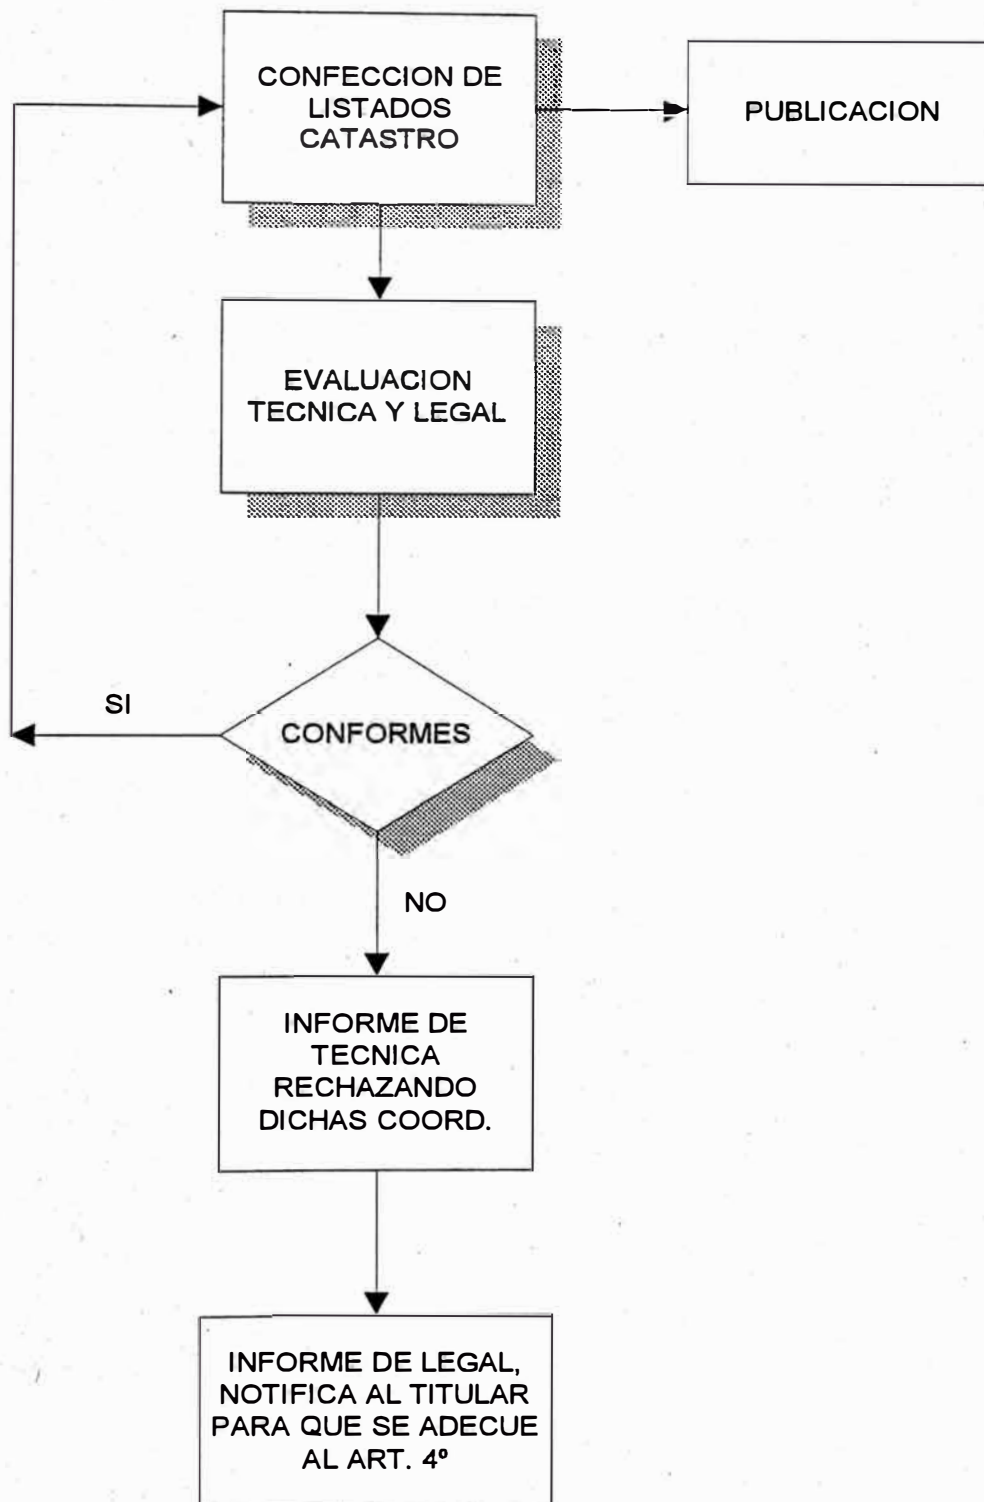 CONFECCION DE
LISTADOS
CATASTRO
PUBLICACION
EVALUACION
TECNICA Y LEGAL
CONFORMES
SI
NO
INFORME DE
TECNICA
RECHAZANDO
DICHAS COORD.
INFORME DE LEGAL,
NOTIFICA AL TITULAR
PARA QUE SE ADECUE
AL ART. 4º